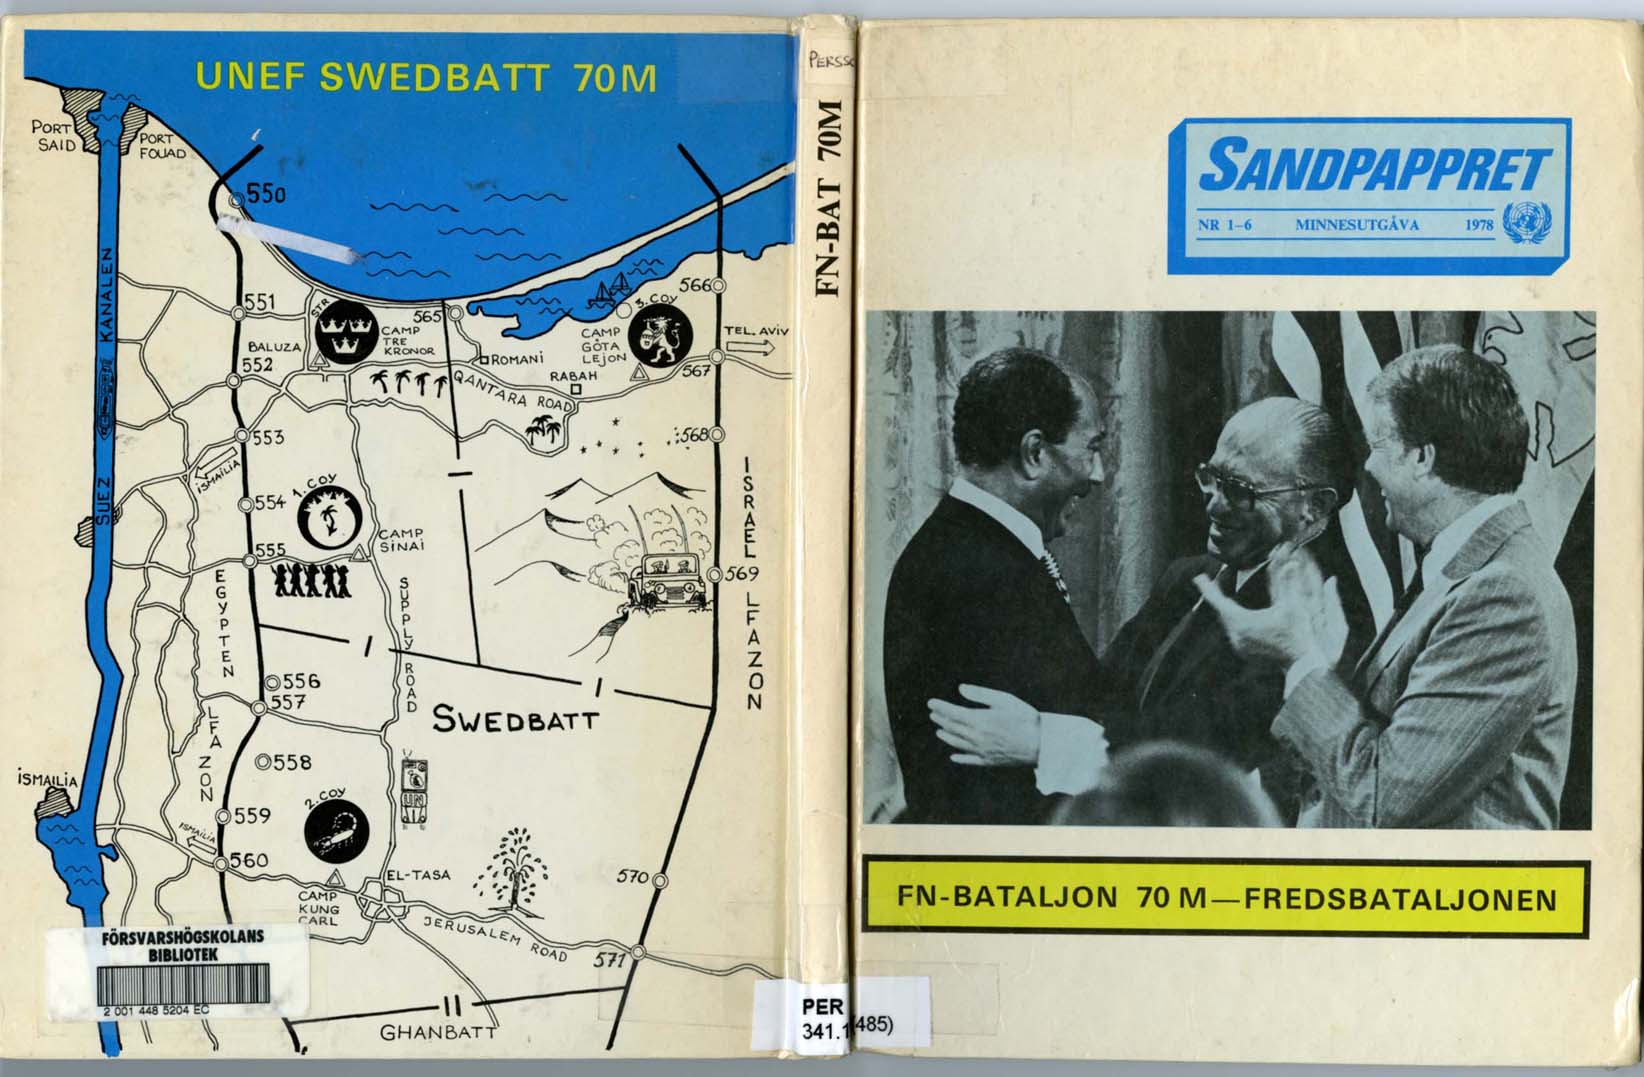 UNEF SWEDBATT 70M
PORT
SAID
PORT
FOUAD
550
SUEZ KANALEN
551
STR
CAMP
TRE
KRONOR
BALUZA
552
565
ROMANI
QANTARA ROAD
RABAH
3. COY
CAMP
GÖTA
LEJON
566
TEL. AVIV
567
568
553
ISMAILIA
554
1. COY
CAMP
SINAI
555
EGYPTEN
LFA ZON
SUPPLY ROAD
ISRAEL
LFA ZON
569
556
557
SWEDBATT
558
UN
ISMAILIA
559
ISMAILIA
560
2. COY
CAMP
KUNG
CARL
EL-TASA
JERUSALEM ROAD
570
571
II
GHANBATT
FÖRSVARSHÖGSKOLANS
BIBLIOTEK
2 001 448 5204 EC
FN-BAT 70M
PER
341.1(485)
SANDPAPPRET
NR 1–6 MINNESUTGÅVA 1978
FN-BATALJON 70 M—FREDSBATALJONEN